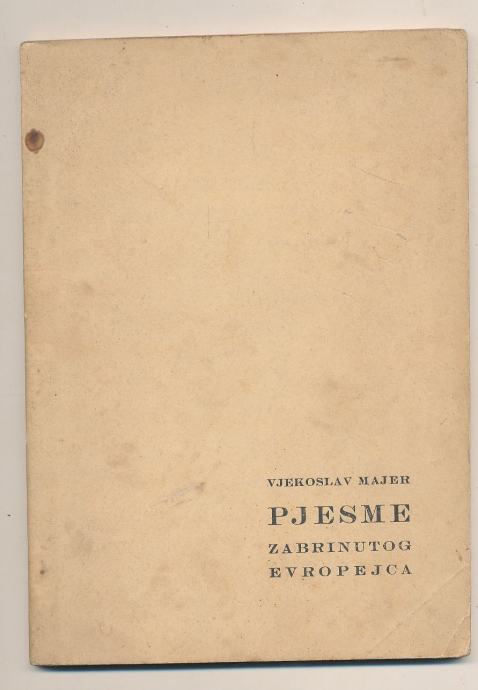 VJEKOSLAV MAJER
PJESME
ZABRINUTOG
EVROPEJCA